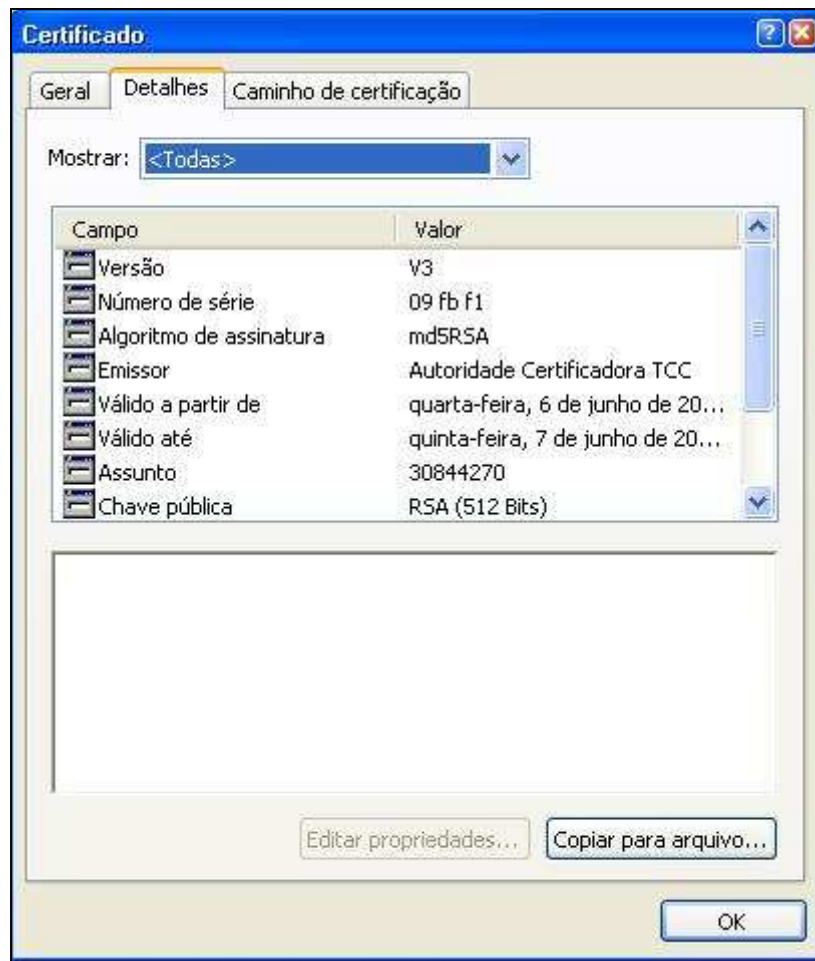 Certificado
Geral Detalhes Caminho de certificação
Mostrar: <Todas>
Campo Valor
Versão V3
Número de série 09 fb f1
Algoritmo de assinatura md5RSA
Emissor Autoridade Certificadora TCC
Válido a partir de quarta-feira, 6 de junho de 20...
Válido até quinta-feira, 7 de junho de 20...
Assunto 30844270
Chave pública RSA (512 Bits)
Editar propriedades... Copiar para arquivo...
OK